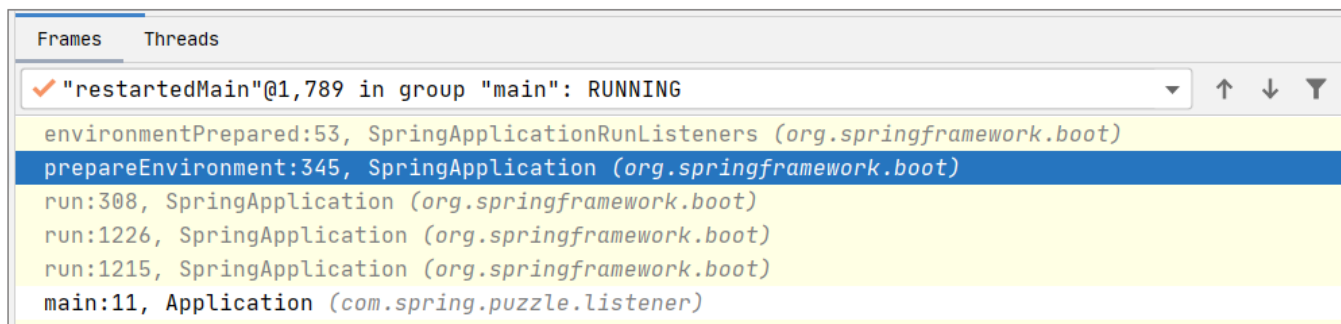 Frames Threads
"restartedMain"@1,789 in group "main": RUNNING
environmentPrepared:53, SpringApplicationRunListeners (org.springframework.boot)
prepareEnvironment:345, SpringApplication (org.springframework.boot)
run:308, SpringApplication (org.springframework.boot)
run:1226, SpringApplication (org.springframework.boot)
run:1215, SpringApplication (org.springframework.boot)
main:11, Application (com.spring.puzzle.listener)